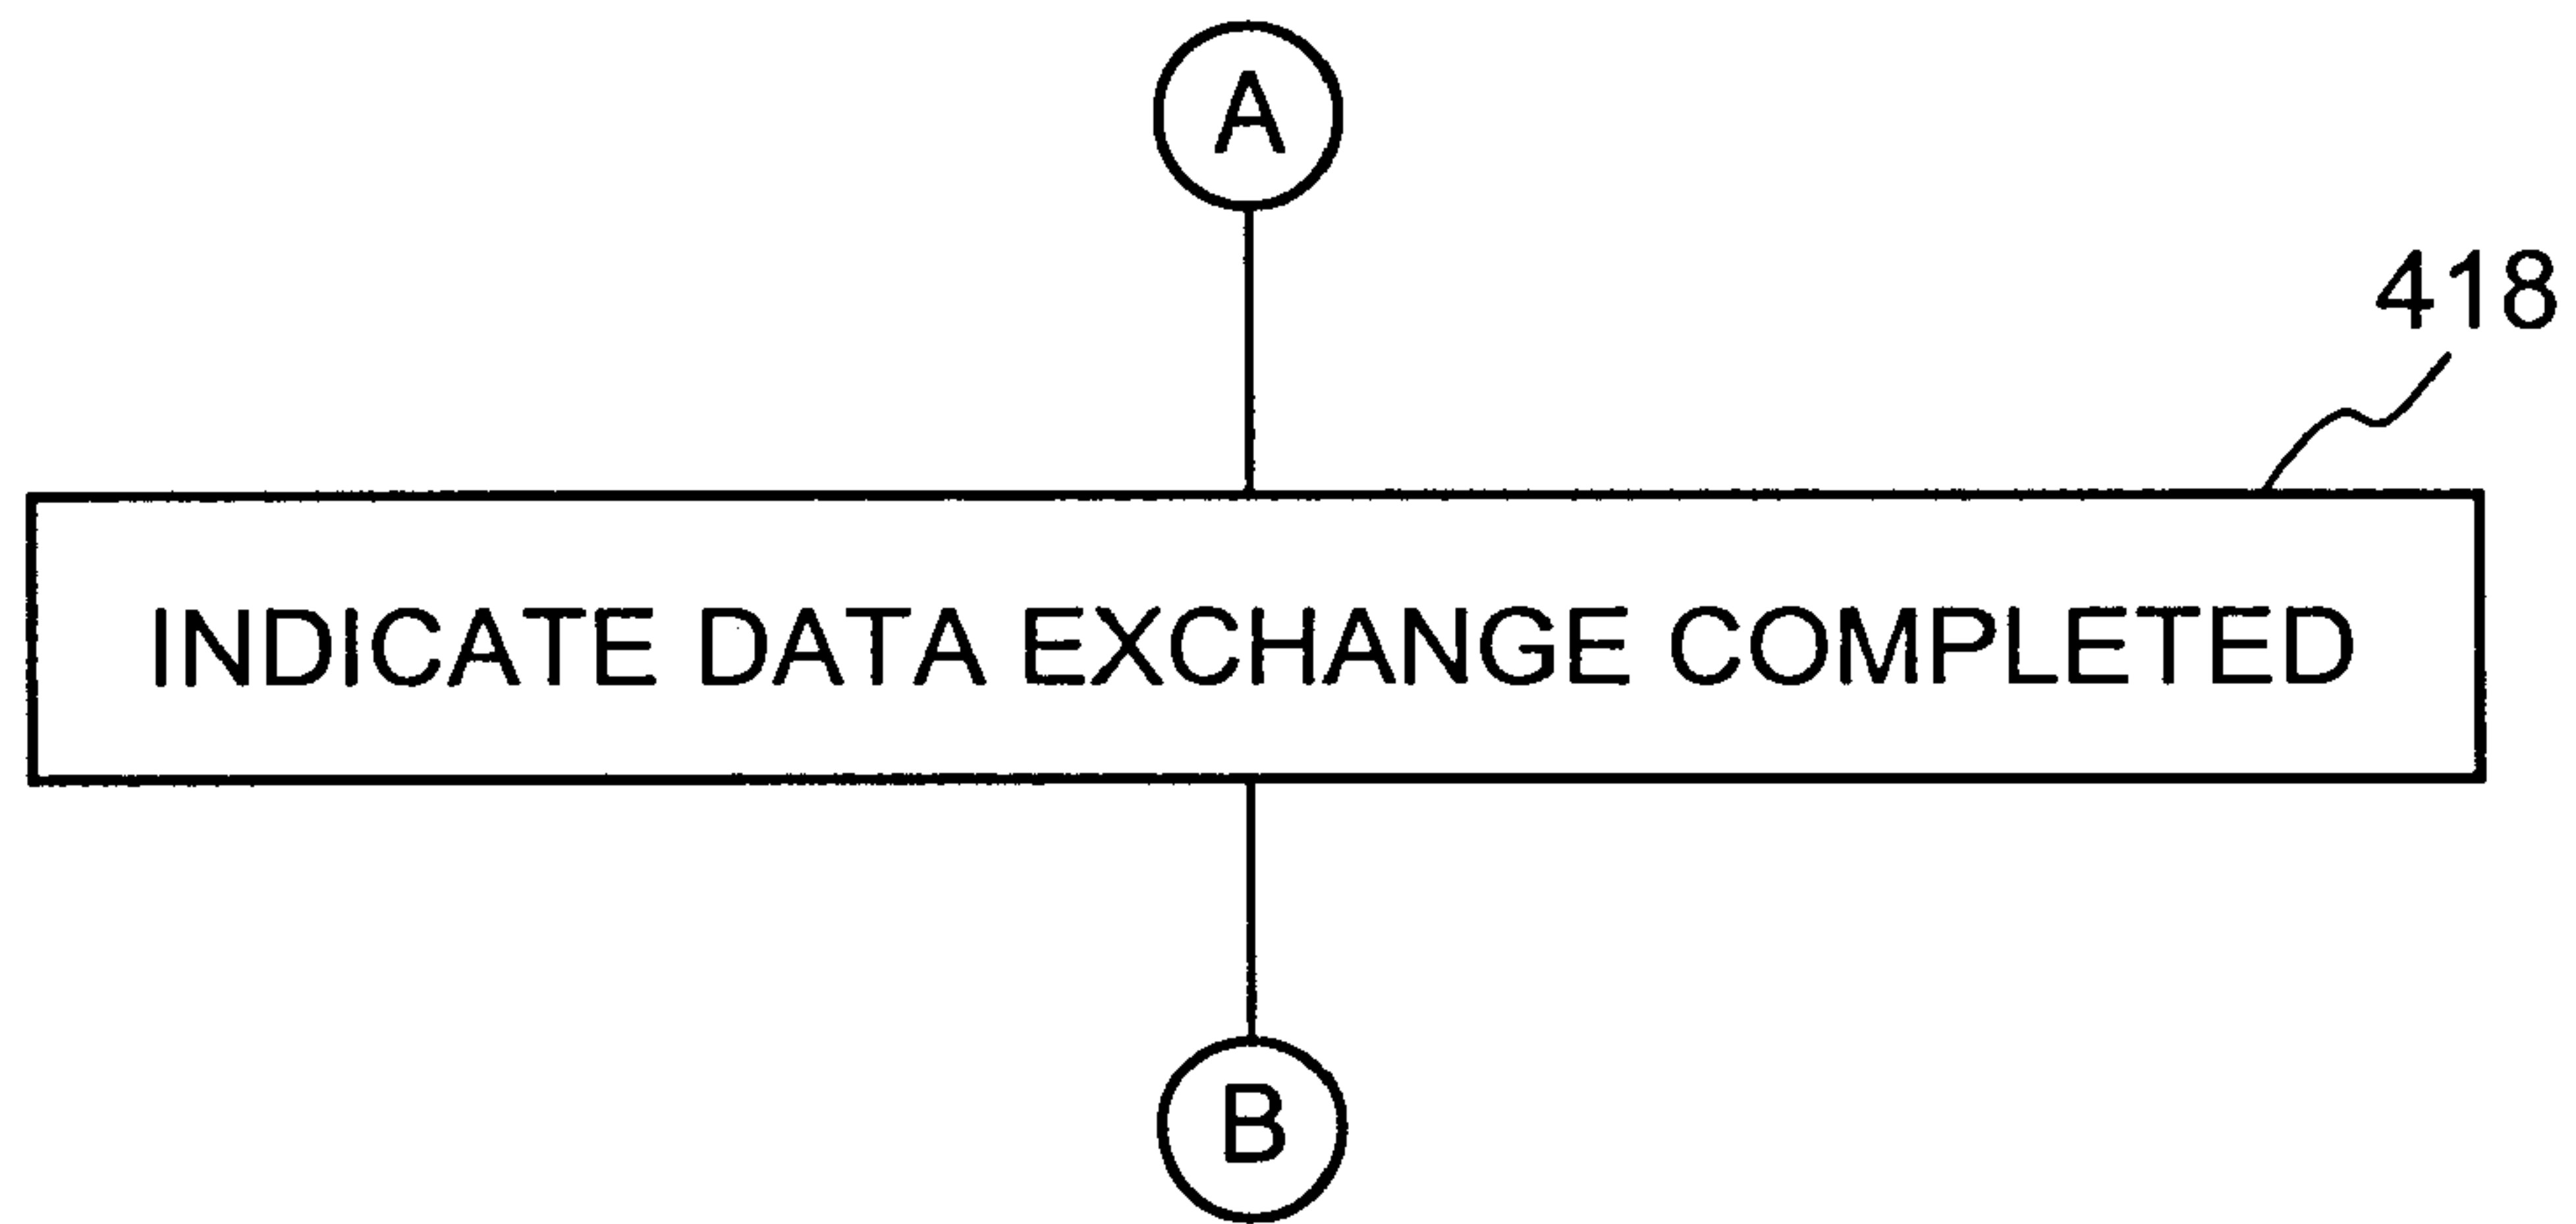 A
418
INDICATE DATA EXCHANGE COMPLETED
B